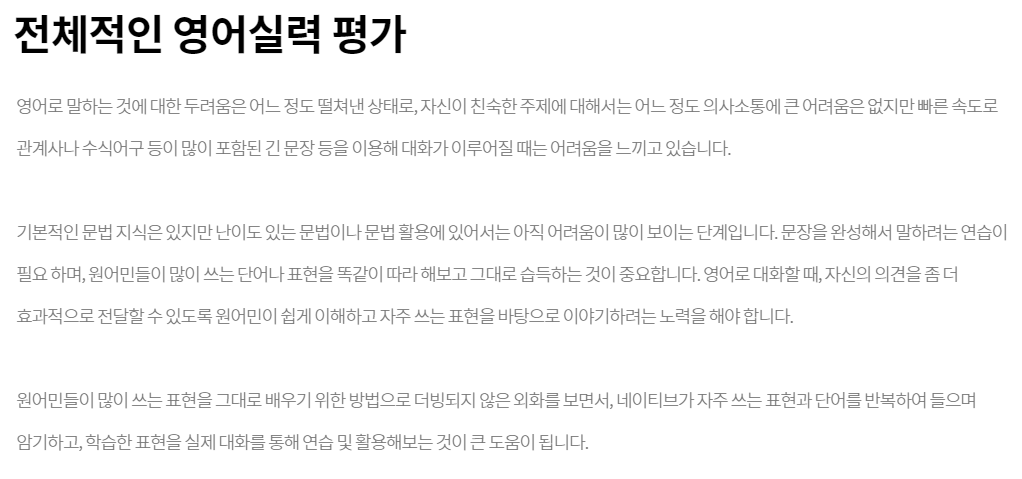 전체적인 영어실력 평가
영어로 말하는 것에 대한 두려움은 어느 정도 떨쳐낸 상태로, 자신이 친숙한 주제에 대해서는 어느 정도 의사소통에 큰 어려움은 없지만 빠른 속도로
관계사나 수식어구 등이 많이 포함된 긴 문장 등을 이용해 대화가 이루어질 때는 어려움을 느끼고 있습니다.
기본적인 문법 지식은 있지만 난이도 있는 문법이나 문법 활용에 있어서는 아직 어려움이 많이 보이는 단계입니다. 문장을 완성해서 말하려는 연습이
필요 하며, 원어민들이 많이 쓰는 단어나 표현을 똑같이 따라 해보고 그대로 습득하는 것이 중요합니다. 영어로 대화할 때, 자신의 의견을 좀 더
효과적으로 전달할 수 있도록 원어민이 쉽게 이해하고 자주 쓰는 표현을 바탕으로 이야기하려는 노력을 해야 합니다.
원어민들이 많이 쓰는 표현을 그대로 배우기 위한 방법으로 더빙되지 않은 외화를 보면서, 네이티브가 자주 쓰는 표현과 단어를 반복하여 들으며
암기하고, 학습한 표현을 실제 대화를 통해 연습 및 활용해보는 것이 큰 도움이 됩니다.